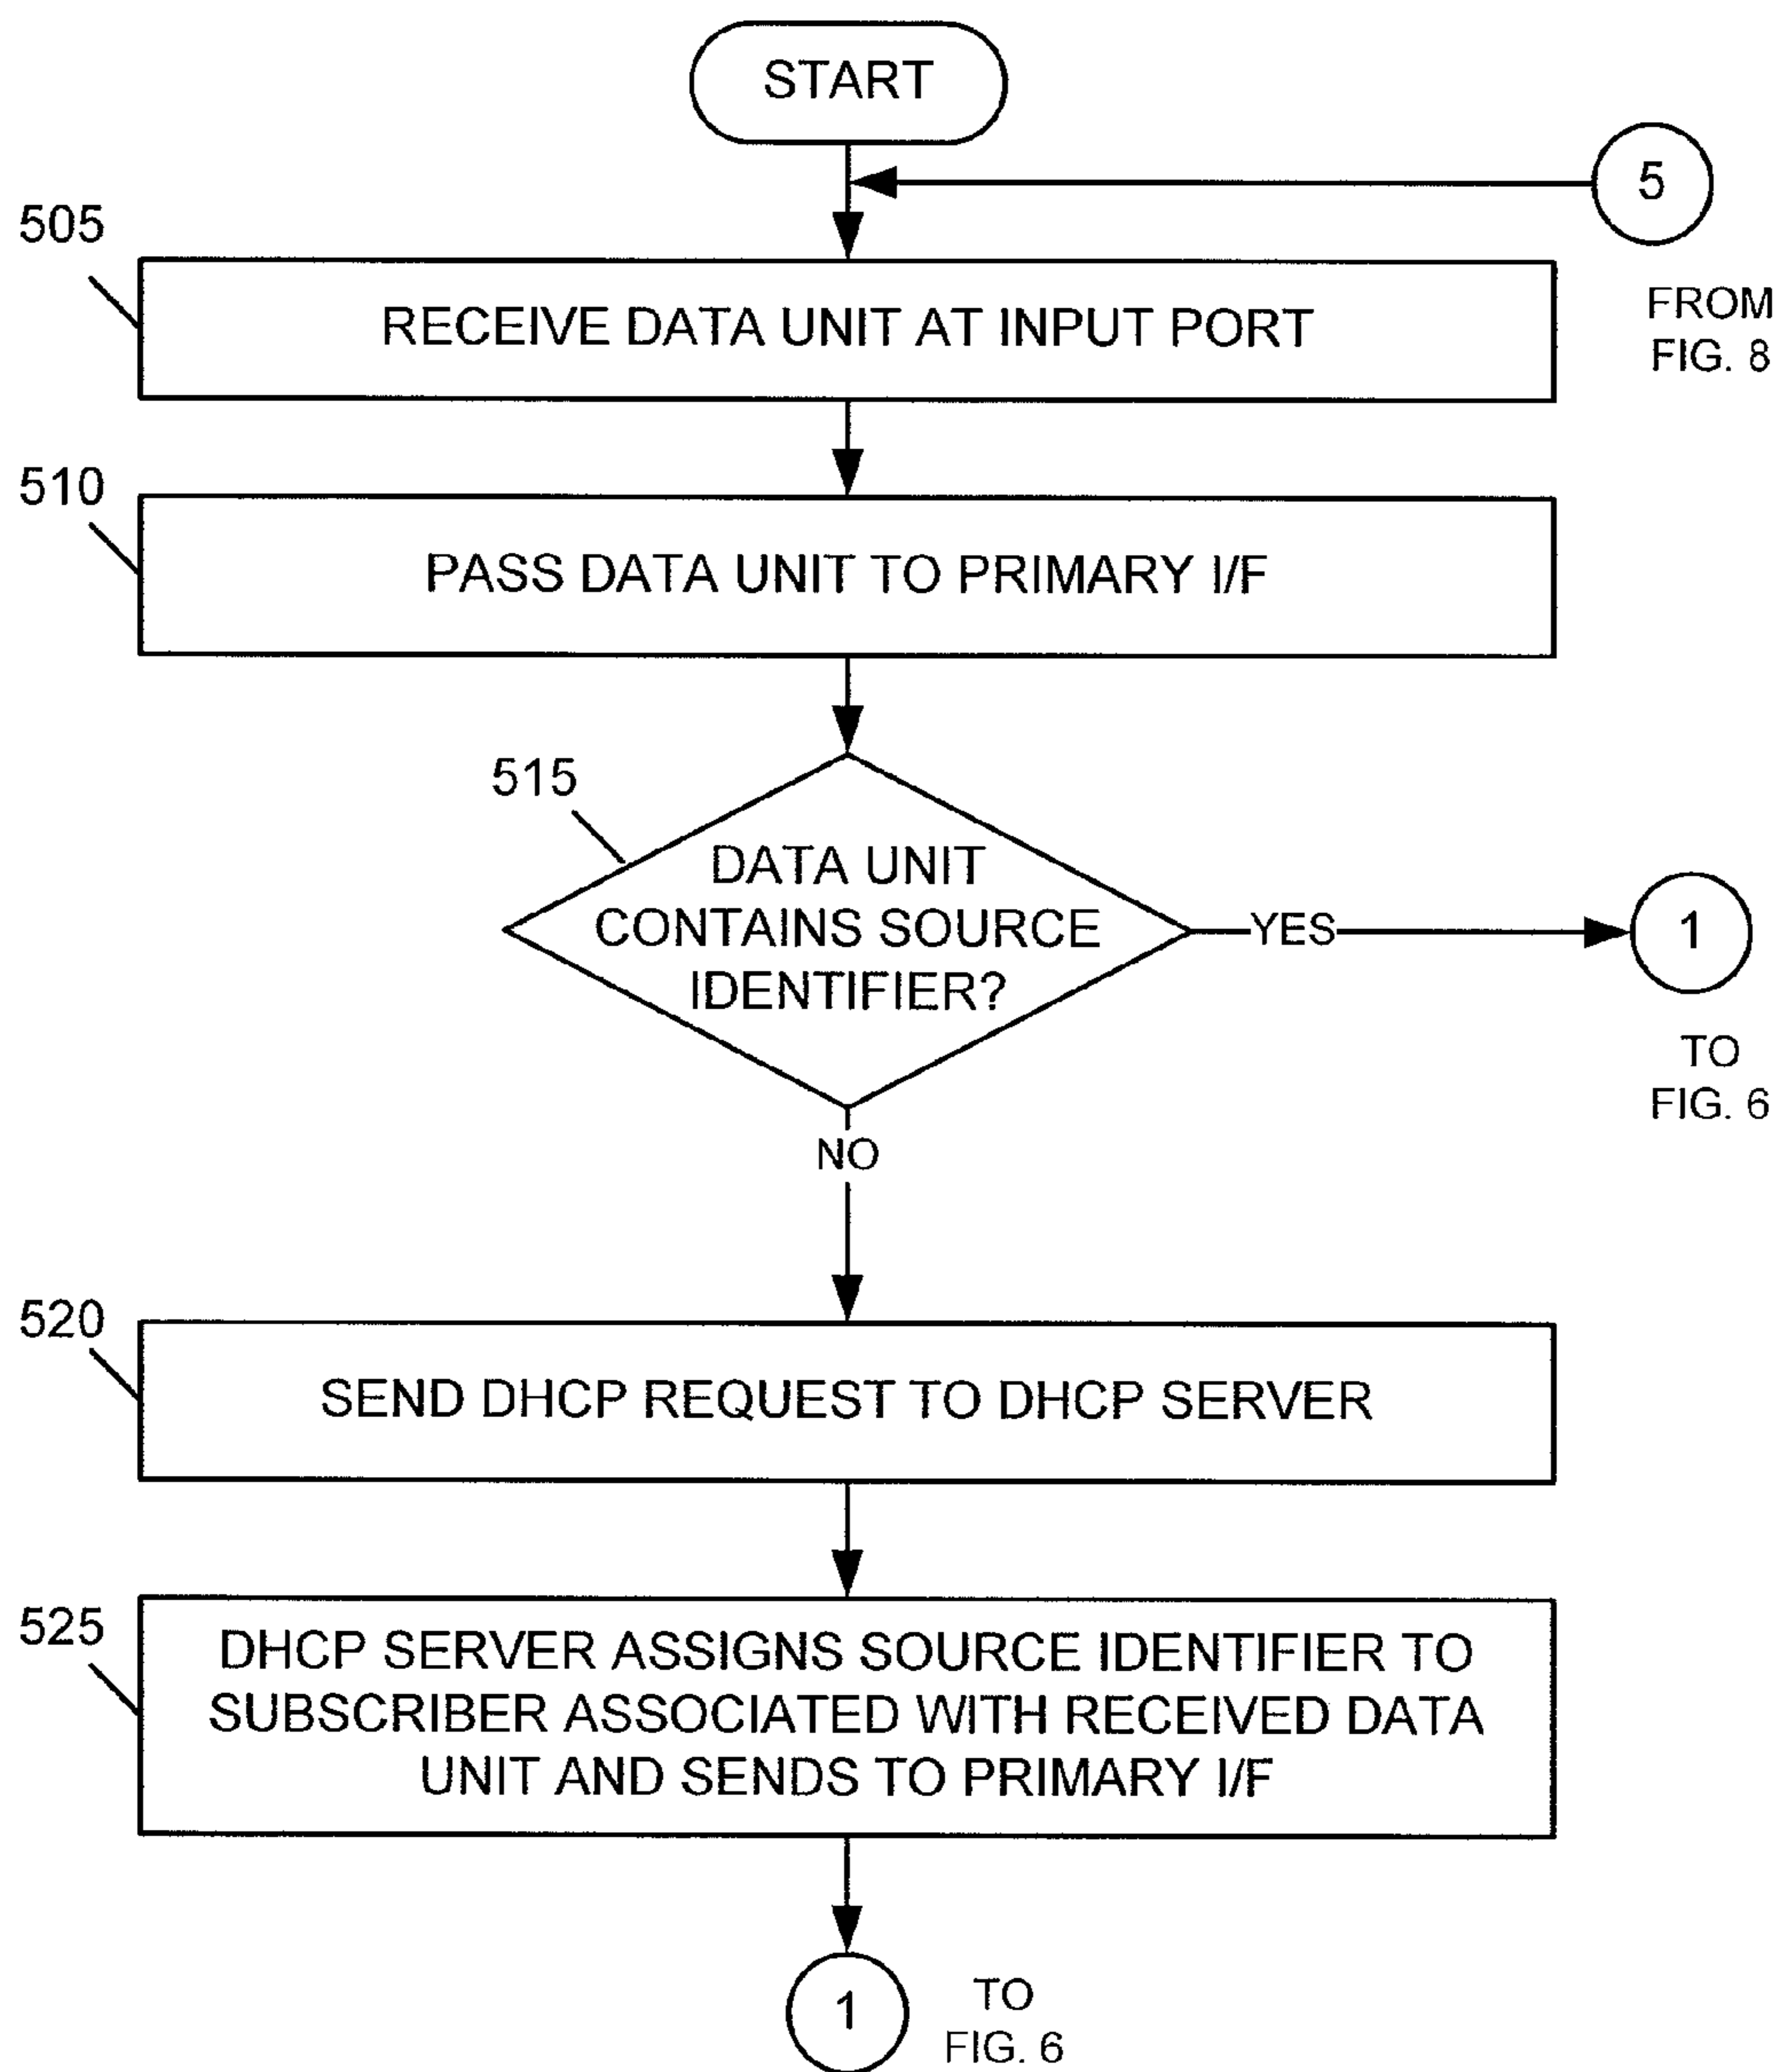 START
5
FROM
FIG. 8
505
RECEIVE DATA UNIT AT INPUT PORT
510
PASS DATA UNIT TO PRIMARY I/F
515
DATA UNIT
CONTAINS SOURCE
IDENTIFIER?
YES
1
TO
FIG. 6
NO
520
SEND DHCP REQUEST TO DHCP SERVER
525
DHCP SERVER ASSIGNS SOURCE IDENTIFIER TO
SUBSCRIBER ASSOCIATED WITH RECEIVED DATA
UNIT AND SENDS TO PRIMARY I/F
1
TO
FIG. 6